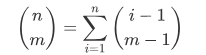 \binom{n}{m} = \sum_{i=1}^{n} \binom{i-1}{m-1}